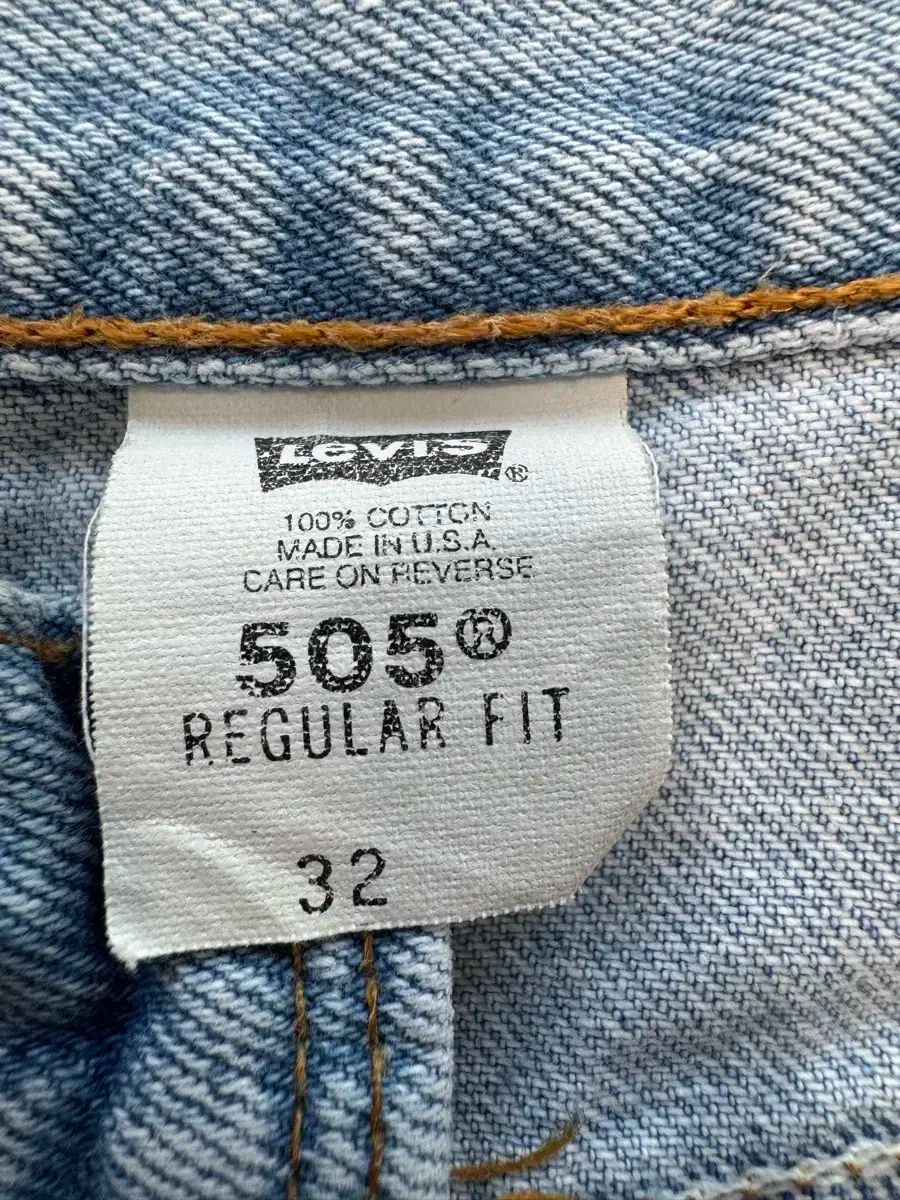 LEVI'S®
100% COTTON
MADE IN U.S.A.
CARE ON REVERSE
505®
REGULAR FIT
32